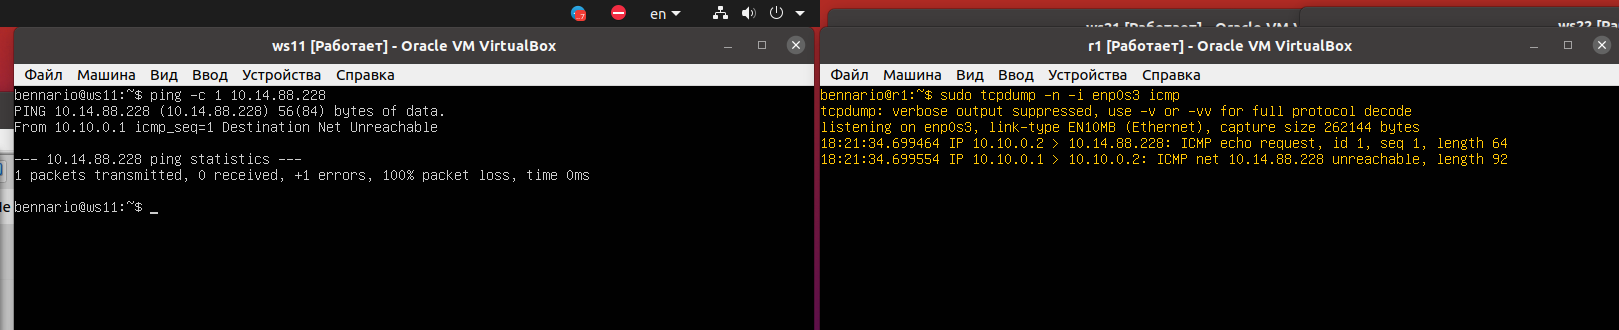 7
en
ws21 [Работает] - Oracle VM V
ws22 [Ра
ws11 [Работает] - Oracle VM VirtualBox
Файл Машина Вид Ввод Устройства Справка
bennario@ws11:~$ ping -c 1 10.14.88.228
PING 10.14.88.228 (10.14.88.228) 56(84) bytes of data.
From 10.10.0.1 icmp_seq=1 Destination Net Unreachable
--- 10.14.88.228 ping statistics ---
1 packets transmitted, 0 received, +1 errors, 100% packet loss, time 0ms
bennario@ws11:~$ _
r1 [Работает] - Oracle VM VirtualBox
Файл Машина Вид Ввод Устройства Справка
bennario@r1:~$ sudo tcpdump -n -i enp0s3 icmp
tcpdump: verbose output suppressed, use -v or -vv for full protocol decode
listening on enp0s3, link-type EN10MB (Ethernet), capture size 262144 bytes
18:21:34.699464 IP 10.10.0.2 > 10.14.88.228: ICMP echo request, id 1, seq 1, length 64
18:21:34.699554 IP 10.10.0.1 > 10.10.0.2: ICMP net 10.14.88.228 unreachable, length 92